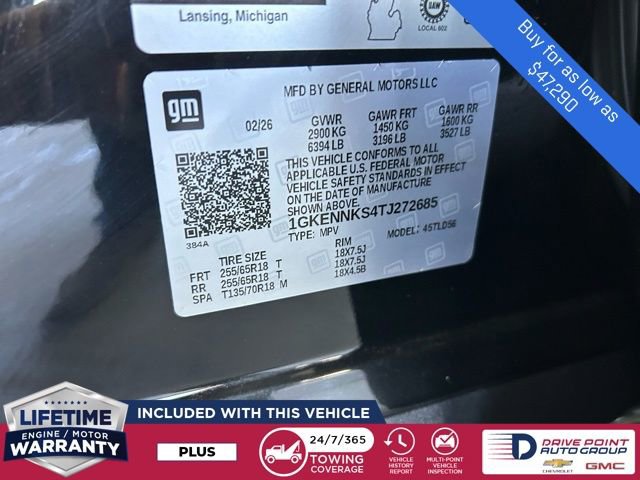 Lansing, Michigan
UAW
LOCAL 602
Buy for as low as
$47,290
gm
MFD BY GENERAL MOTORS LLC
02/26 GVWR GAWR FRT GAWR RR
2900 KG 1450 KG 1600 KG
6394 LB 3196 LB 3527 LB
THIS VEHICLE CONFORMS TO ALL
APPLICABLE U.S. FEDERAL MOTOR
VEHICLE SAFETY STANDARDS IN EFFECT
ON THE DATE OF MANUFACTURE
SHOWN ABOVE.
1GKENNKS4TJ272685
TYPE: MPV MODEL: 45TLD56
384A
TIRE SIZE RIM
FRT 255/65R18 T 18X7.5J
RR 255/65R18 T 18X7.5J
SPA T135/70R18 M 18X4.5B
LIFETIME
ENGINE / MOTOR
WARRANTY
INCLUDED WITH THIS VEHICLE
PLUS
24/7/365
TOWING
COVERAGE
VEHICLE
HISTORY
REPORT
MULTI-POINT
VEHICLE
INSPECTION
DRIVE POINT
AUTO GROUP
CHEVROLET GMC